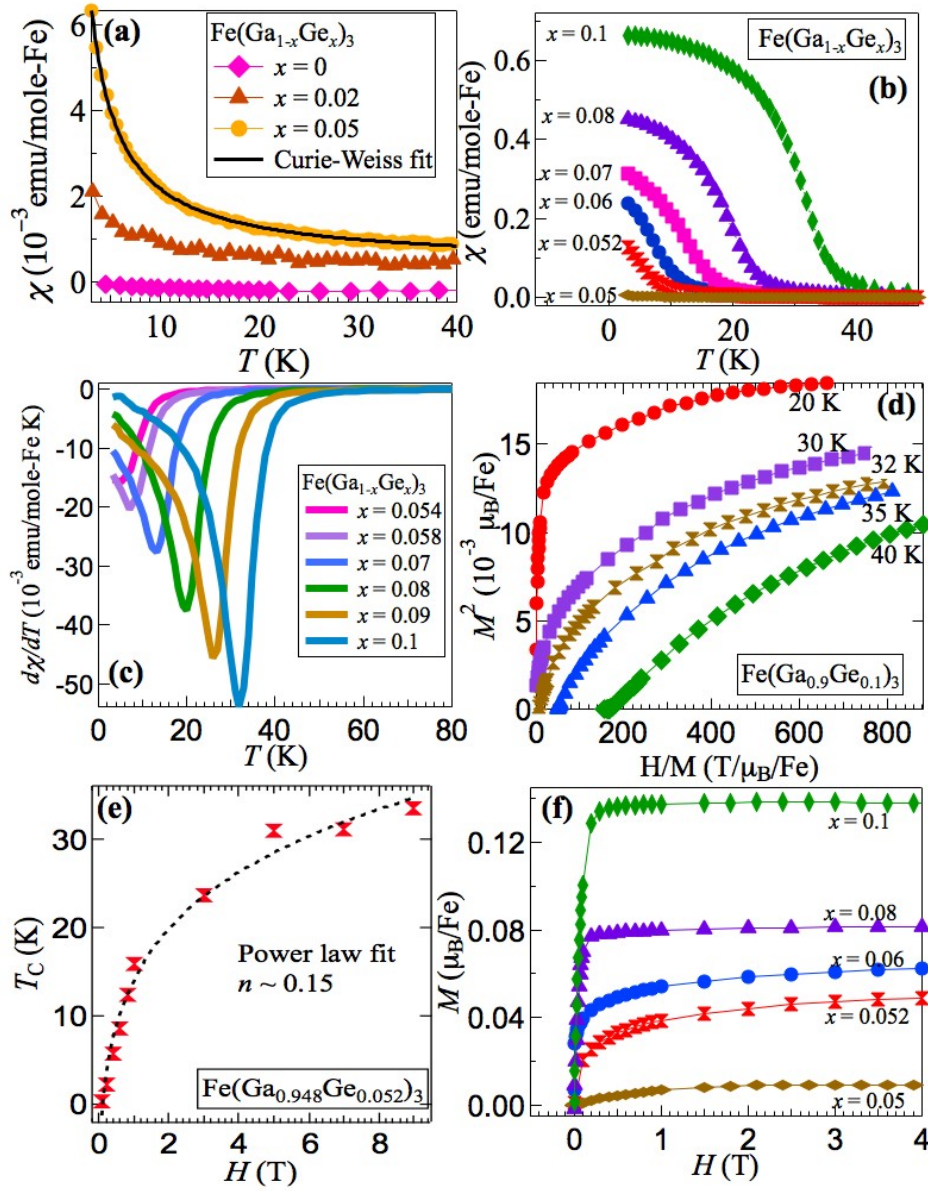 (a)
Fe(Ga1-xGex)3
x = 0
x = 0.02
x = 0.05
Curie-Weiss fit
6
4
2
0
χ (10-3 emu/mole-Fe)
10 20 30 40
T (K)
(b)
Fe(Ga1-xGex)3
x = 0.1
x = 0.08
x = 0.07
x = 0.06
x = 0.052
x = 0.05
0.6
0.4
0.2
0.0
χ (emu/mole-Fe)
0 20 40
T (K)
(c)
Fe(Ga1-xGex)3
x = 0.054
x = 0.058
x = 0.07
x = 0.08
x = 0.09
x = 0.1
0
-10
-20
-30
-40
-50
dχ/dT (10-3 emu/mole-Fe K)
0 20 40 60 80
T (K)
(d)
20 K
30 K
32 K
35 K
40 K
Fe(Ga0.9Ge0.1)3
15
10
5
0
M2 (10-3 μB/Fe)
0 200 400 600 800
H/M (T/μB/Fe)
(e)
Power law fit
n ~ 0.15
Fe(Ga0.948Ge0.052)3
30
20
10
0
TC (K)
0 2 4 6 8
H (T)
(f)
x = 0.1
x = 0.08
x = 0.06
x = 0.052
x = 0.05
0.12
0.08
0.04
0.00
M (μB/Fe)
0 1 2 3 4
H (T)